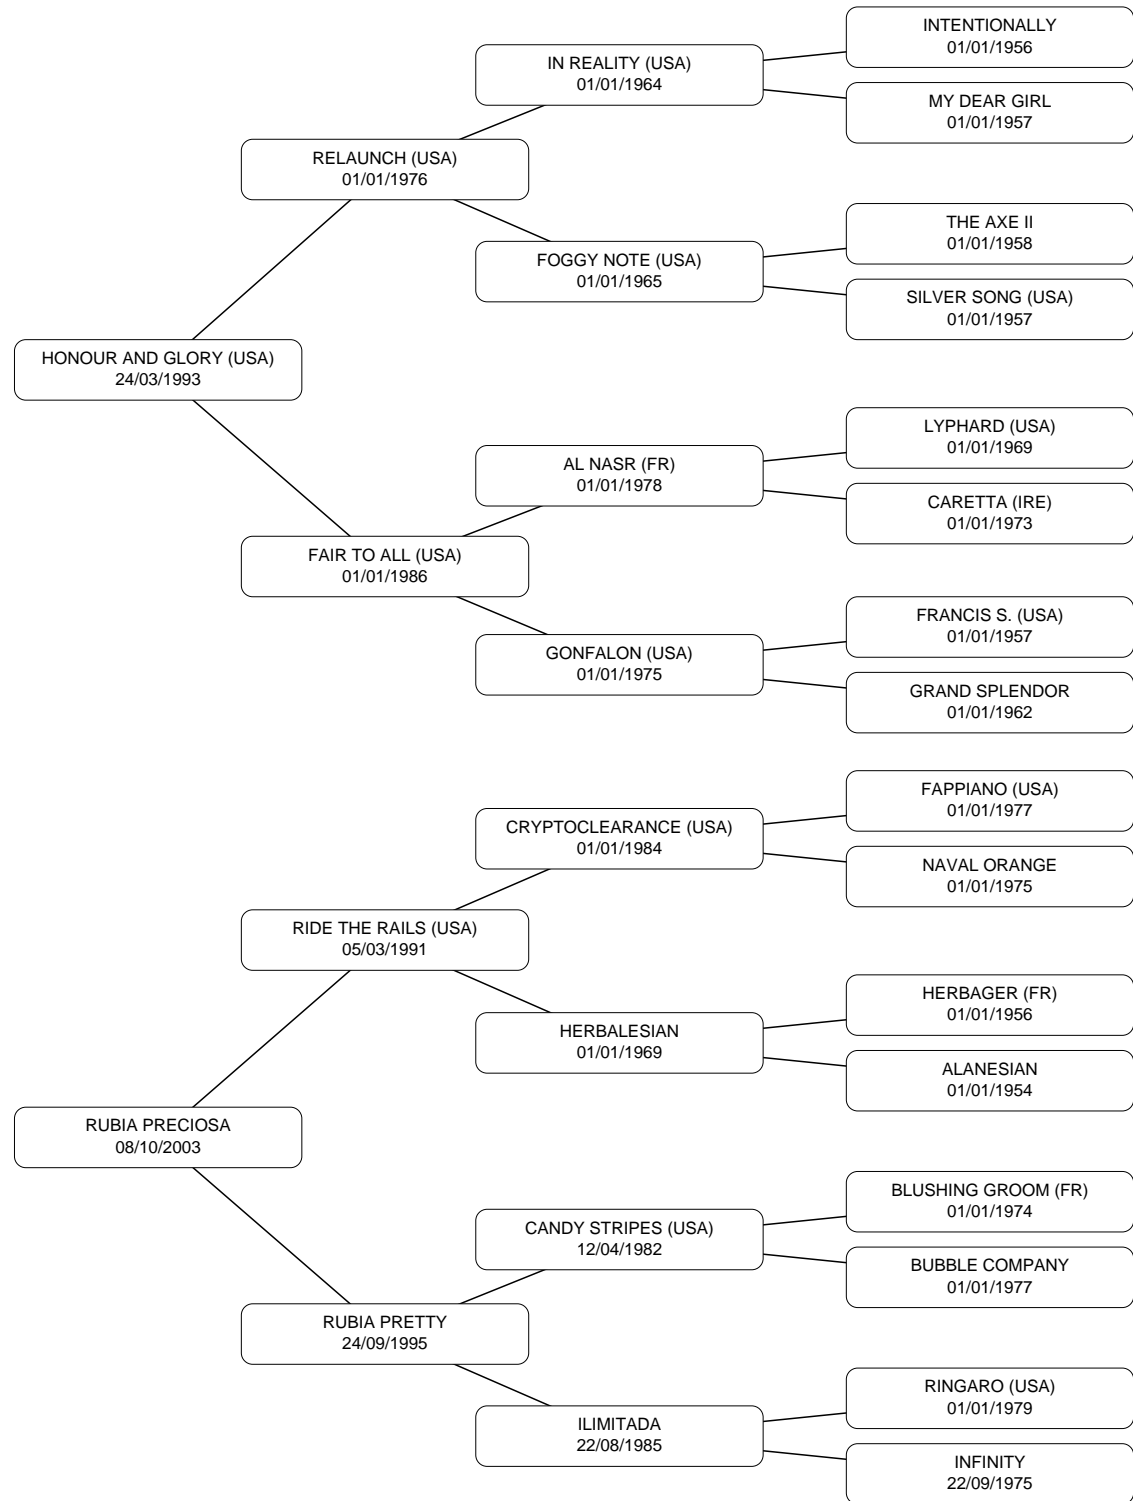 INTENTIONALLY
01/01/1956
IN REALITY (USA)
01/01/1964
MY DEAR GIRL
01/01/1957
RELAUNCH (USA)
01/01/1976
THE AXE II
01/01/1958
FOGGY NOTE (USA)
01/01/1965
SILVER SONG (USA)
01/01/1957
HONOUR AND GLORY (USA)
24/03/1993
LYPHARD (USA)
01/01/1969
AL NASR (FR)
01/01/1978
CARETTA (IRE)
01/01/1973
FAIR TO ALL (USA)
01/01/1986
FRANCIS S. (USA)
01/01/1957
GONFALON (USA)
01/01/1975
GRAND SPLENDOR
01/01/1962
FAPPIANO (USA)
01/01/1977
CRYPTOCLEARANCE (USA)
01/01/1984
NAVAL ORANGE
01/01/1975
RIDE THE RAILS (USA)
05/03/1991
HERBAGER (FR)
01/01/1956
HERBALESIAN
01/01/1969
ALANESIAN
01/01/1954
RUBIA PRECIOSA
08/10/2003
BLUSHING GROOM (FR)
01/01/1974
CANDY STRIPES (USA)
12/04/1982
BUBBLE COMPANY
01/01/1977
RUBIA PRETTY
24/09/1995
RINGARO (USA)
01/01/1979
ILIMITADA
22/08/1985
INFINITY
22/09/1975